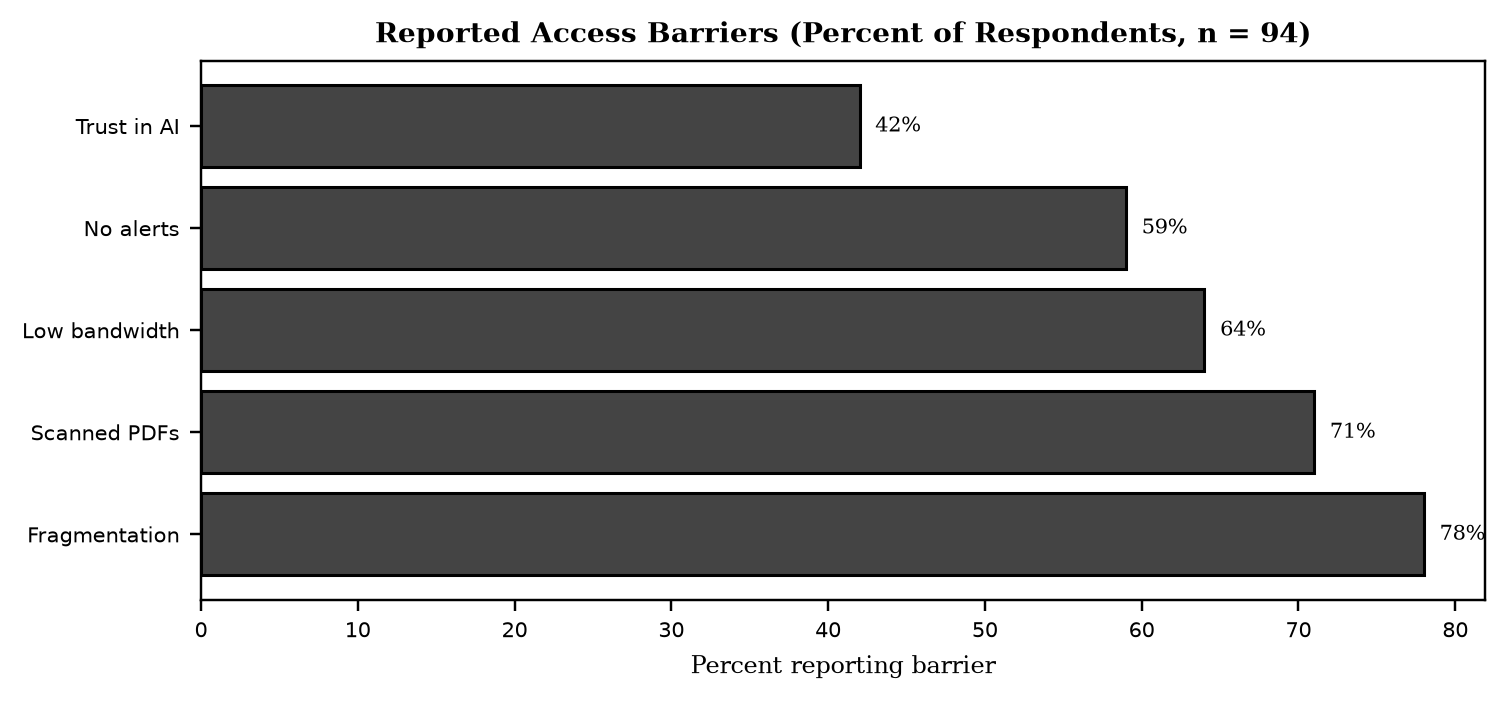 Reported Access Barriers (Percent of Respondents, n = 94)
Trust in AI 42%
No alerts 59%
Low bandwidth 64%
Scanned PDFs 71%
Fragmentation 78%
0 10 20 30 40 50 60 70 80
Percent reporting barrier